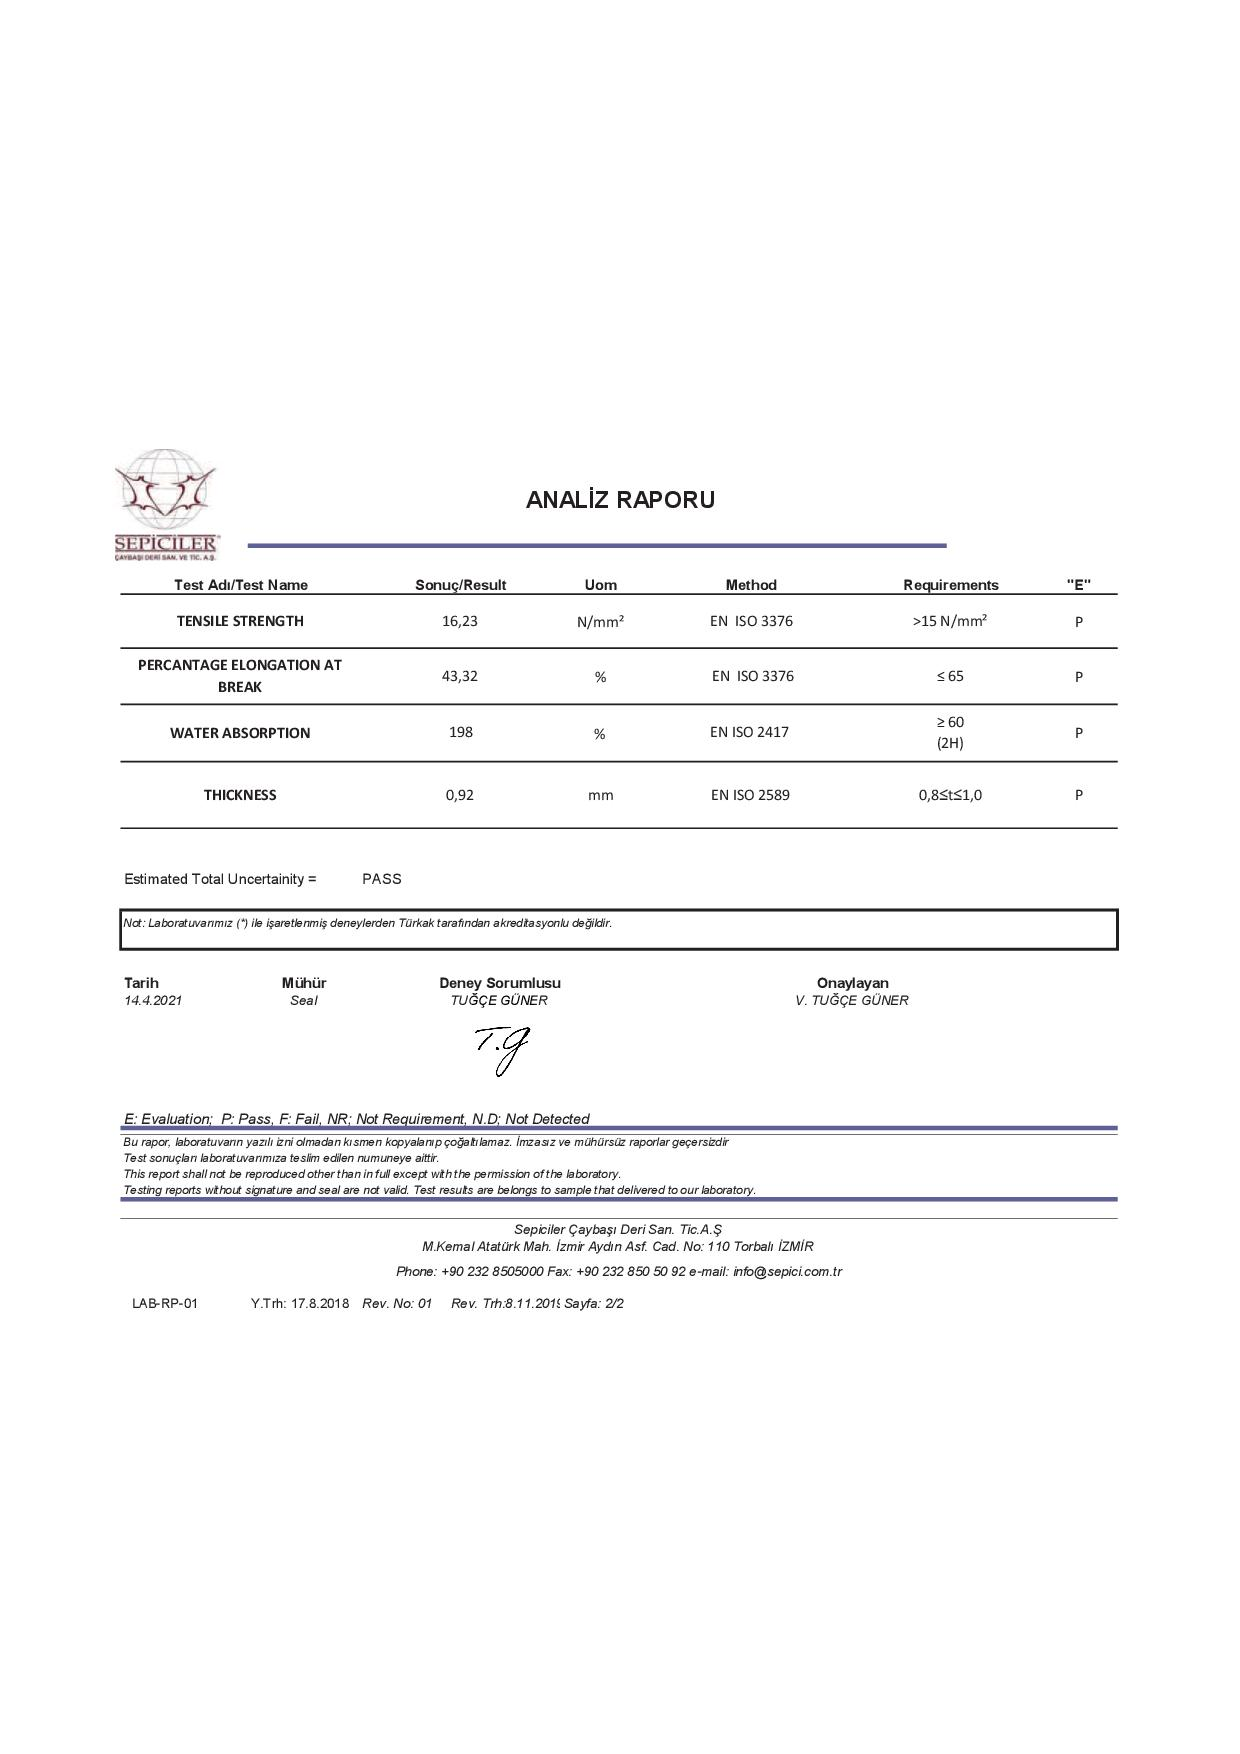 SEPİCİLER®
ÇAYBAŞI DERİ SAN. VE TİC. A.Ş.
ANALİZ RAPORU
Test Adı/Test Name Sonuç/Result Uom Method Requirements "E"
TENSILE STRENGTH 16,23 N/mm² EN ISO 3376 >15 N/mm² P
PERCANTAGE ELONGATION AT
BREAK 43,32 % EN ISO 3376 ≤ 65 P
WATER ABSORPTION 198 % EN ISO 2417 ≥ 60
(2H) P
THICKNESS 0,92 mm EN ISO 2589 0,8≤t≤1,0 P
Estimated Total Uncertainity = PASS
Not: Laboratuvarımız (*) ile işaretlenmiş deneylerden Türkak tarafından akreditasyonlu değildir.
Tarih Mühür Deney Sorumlusu Onaylayan
14.4.2021 Seal TUĞÇE GÜNER V. TUĞÇE GÜNER
T.g
E: Evaluation; P: Pass, F: Fail, NR; Not Requirement, N.D; Not Detected
Bu rapor, laboratuvarın yazılı izni olmadan kısmen kopyalanıp çoğaltılamaz. İmzasız ve mühürsüz raporlar geçersizdir
Test sonuçları laboratuvarımıza teslim edilen numuneye aittir.
This report shall not be reproduced other than in full except with the permission of the laboratory.
Testing reports without signature and seal are not valid. Test results are belongs to sample that delivered to our laboratory.
Sepiciler Çaybaşı Deri San. Tic.A.Ş
M.Kemal Atatürk Mah. İzmir Aydın Asf. Cad. No: 110 Torbalı İZMİR
Phone: +90 232 8505000 Fax: +90 232 850 50 92 e-mail: info@sepici.com.tr
LAB-RP-01 Y.Trh: 17.8.2018 Rev. No: 01 Rev. Trh:8.11.2019 Sayfa: 2/2